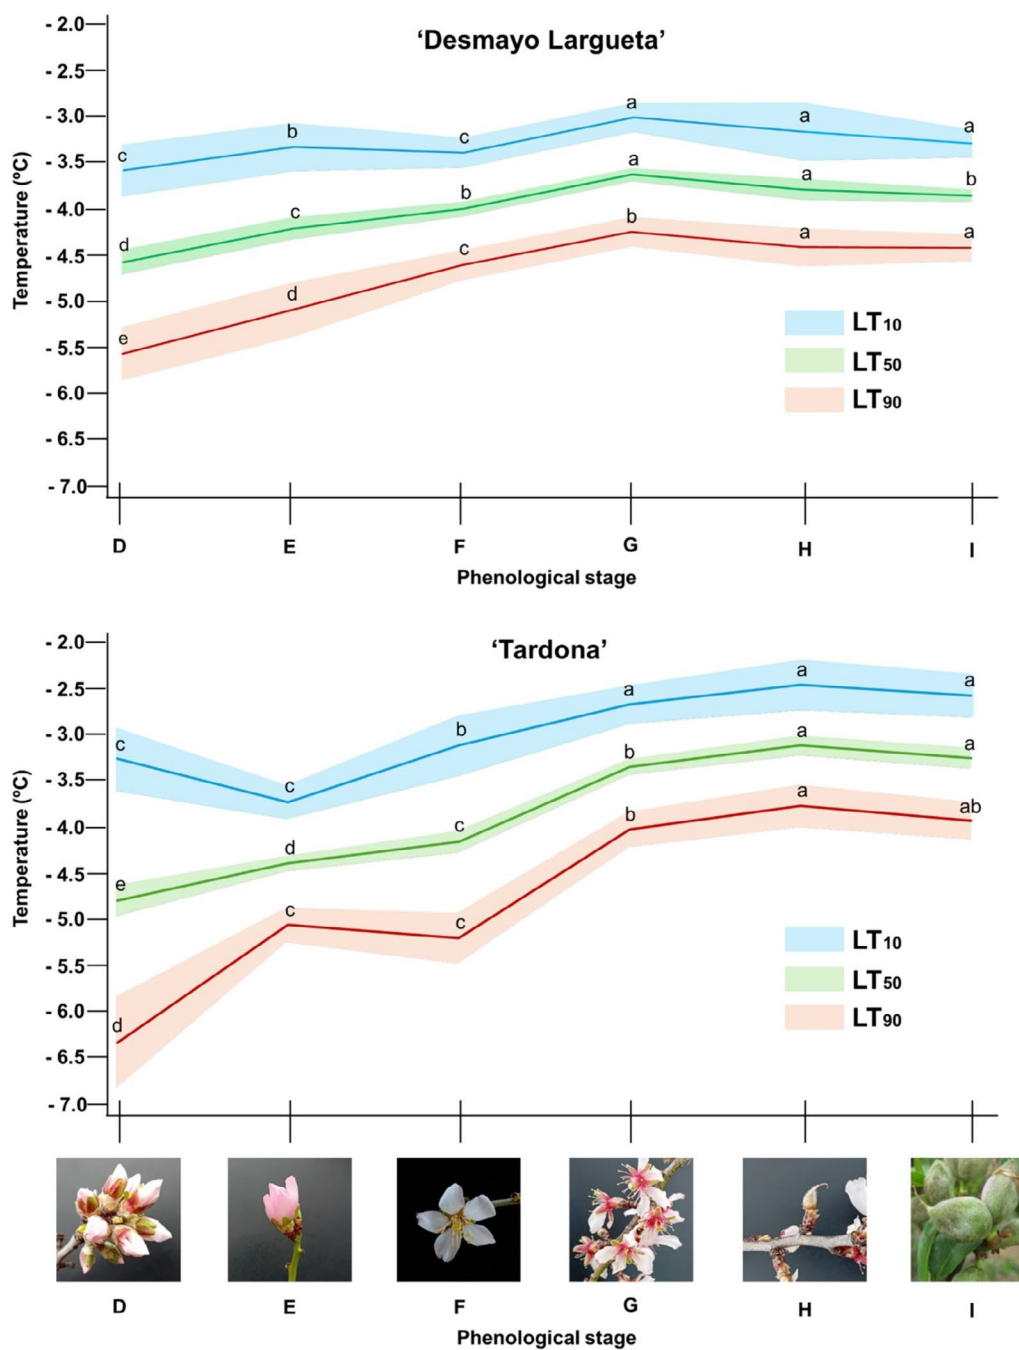 ‘Desmayo Largueta’
Temperature (ºC)
- 2.0
- 2.5
- 3.0
- 3.5
- 4.0
- 4.5
- 5.0
- 5.5
- 6.0
- 6.5
- 7.0
c b c a a a
d c b a a b
e d c b a a
LT10
LT50
LT90
D E F G H I
Phenological stage
‘Tardona’
Temperature (ºC)
- 2.0
- 2.5
- 3.0
- 3.5
- 4.0
- 4.5
- 5.0
- 5.5
- 6.0
- 6.5
- 7.0
c c b a a a
e d c b a a
d c c b a ab
LT10
LT50
LT90
D E F G H I
Phenological stage